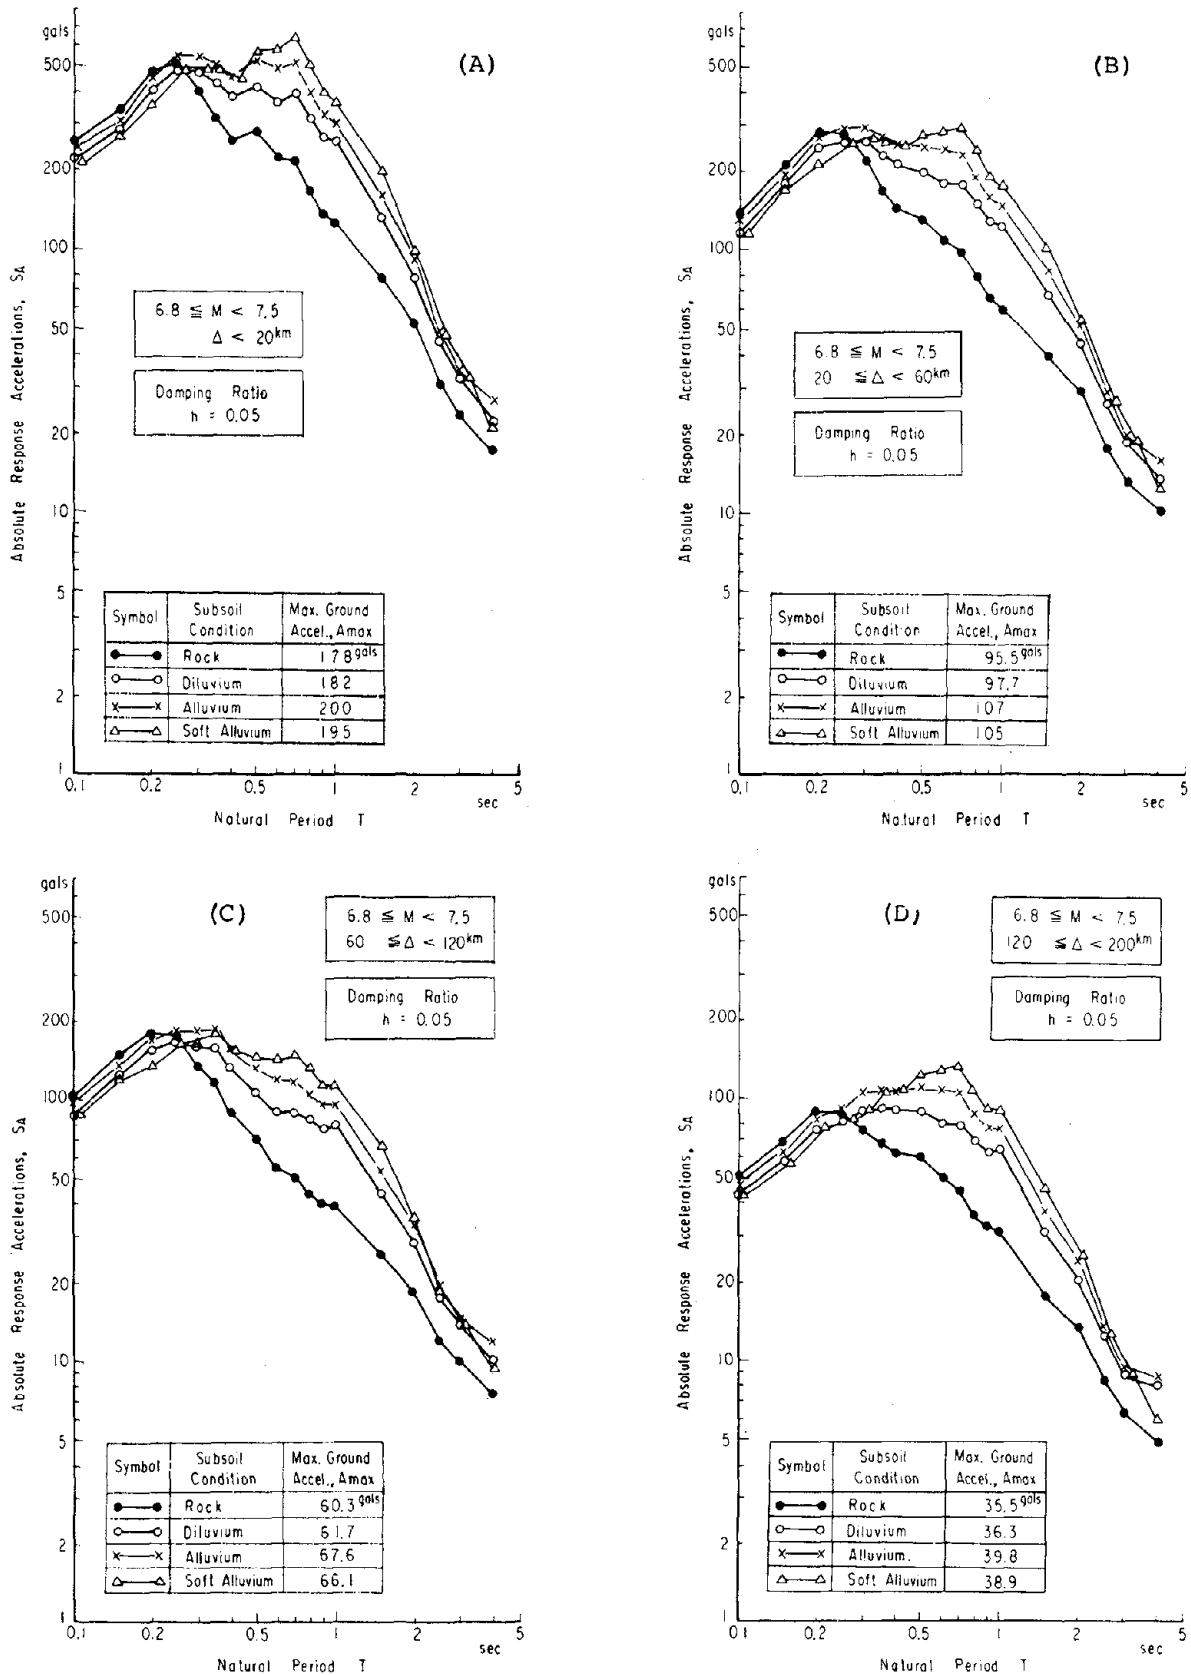 gals
(A)
500
200
100
50
20
10
5
2
1
Absolute Response Accelerations, SA
6.8 ≦ M < 7.5
Δ < 20km
Damping Ratio
h = 0.05
Symbol Subsoil Condition Max. Ground Accel., Amax
Rock 178gals
Diluvium 182
Alluvium 200
Soft Alluvium 195
0.1 0.2 0.5 1 2 5
sec
Natural Period T
gals
(B)
500
200
100
50
20
10
5
2
1
Absolute Response Accelerations, SA
6.8 ≦ M < 7.5
20 ≦ Δ < 60km
Damping Ratio
h = 0.05
Symbol Subsoil Condition Max. Ground Accel., Amax
Rock 95.5gals
Diluvium 97.7
Alluvium 107
Soft Alluvium 105
0.1 0.2 0.5 1 2 5
sec
Natural Period T
gals
(C)
500
200
100
50
20
10
5
2
1
Absolute Response Accelerations, SA
6.8 ≦ M < 7.5
60 ≦ Δ < 120km
Damping Ratio
h = 0.05
Symbol Subsoil Condition Max. Ground Accel., Amax
Rock 60.3gals
Diluvium 61.7
Alluvium 67.6
Soft Alluvium 66.1
0.1 0.2 0.5 1 2 5
sec
Natural Period T
gals
(D)
500
200
100
50
20
10
5
2
1
Absolute Response Accelerations, SA
6.8 ≦ M < 7.5
120 ≦ Δ < 200km
Damping Ratio
h = 0.05
Symbol Subsoil Condition Max. Ground Accel., Amax
Rock 35.5gals
Diluvium 36.3
Alluvium. 39.8
Soft Alluvium 38.9
0.1 0.2 0.5 1 2 5
sec
Natural Period T